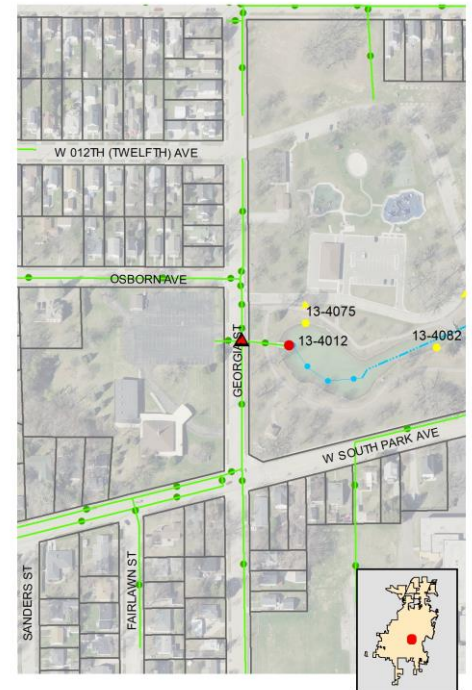 W 012TH (TWELFTH) AVE
OSBORN AVE
13-4075
13-4012
13-4082
GEORGIA ST
W SOUTH PARK AVE
SANDERS ST
FAIRLAWN ST